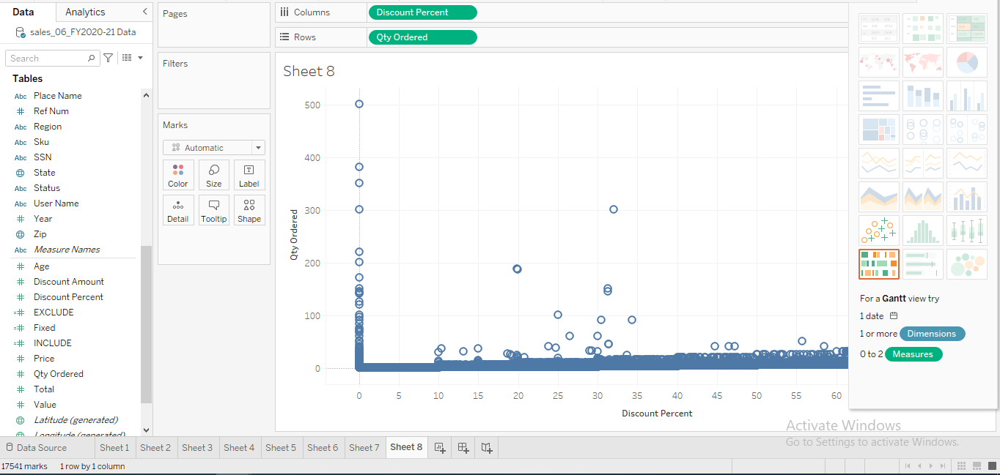 Data
Analytics
sales_06_FY2020-21 Data
Search
Tables
Abc Place Name
# Ref Num
Abc Region
Abc Sku
Abc SSN
State
Abc Status
Abc User Name
# Year
Zip
Abc Measure Names
# Age
# Discount Amount
# Discount Percent
=# EXCLUDE
=# Fixed
=# INCLUDE
# Price
# Qty Ordered
# Total
# Value
Latitude (generated)
Longitude (generated)
Pages
Filters
Marks
Automatic
Color
Size
Label
Detail
Tooltip
Shape
Columns
Discount Percent
Rows
Qty Ordered
Sheet 8
500
400
300
200
100
0
Qty Ordered
0 5 10 15 20 25 30 35 40 45 50 55 60
Discount Percent
For a Gantt view try
1 date
1 or more Dimensions
0 to 2 Measures
Activate Windows
Go to Settings to activate Windows.
Data Source
Sheet 1
Sheet 2
Sheet 3
Sheet 4
Sheet 5
Sheet 6
Sheet 7
Sheet 8
17541 marks
1 row by 1 column